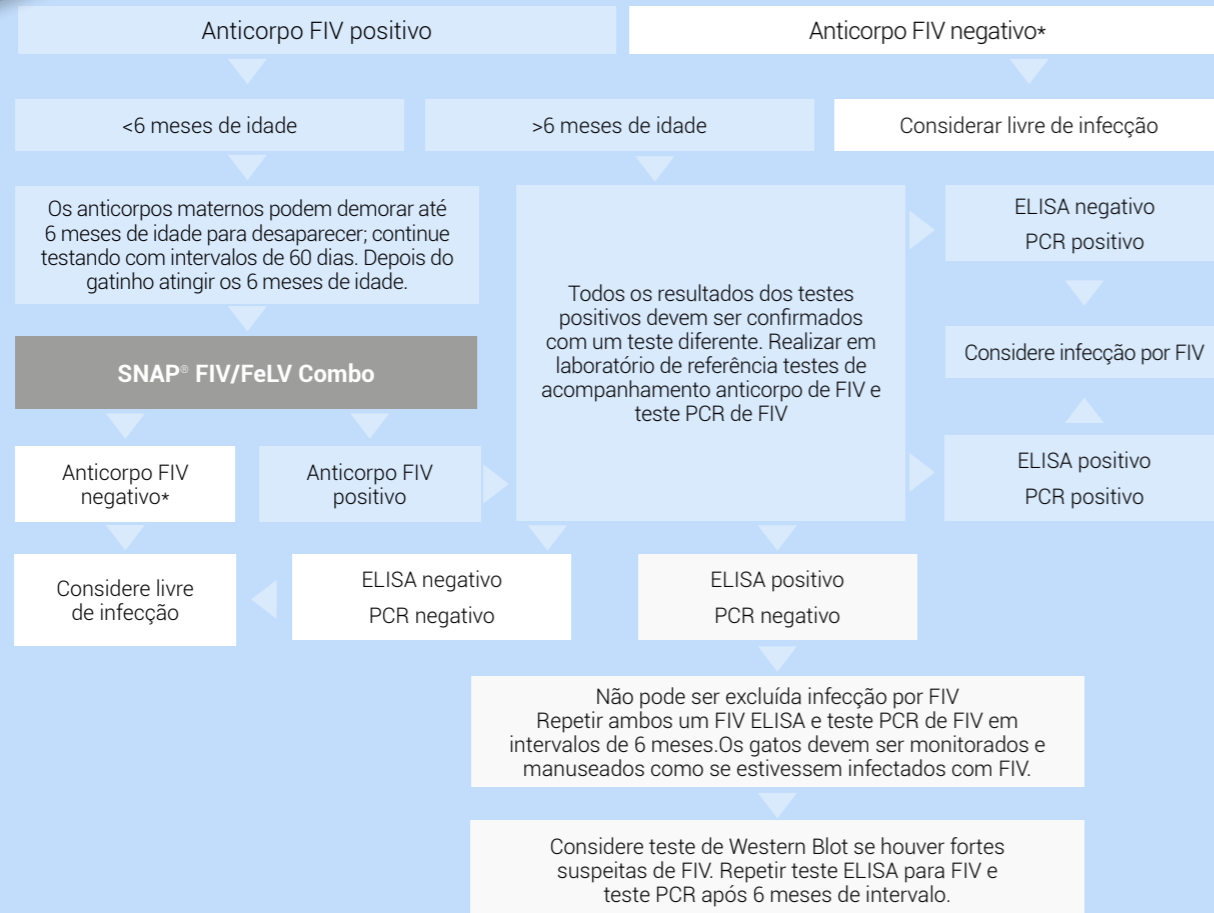 Anticorpo FIV positivo
Anticorpo FIV negativo*
<6 meses de idade
>6 meses de idade
Considerar livre de infecção
Os anticorpos maternos podem demorar até
6 meses de idade para desaparecer; continue
testando com intervalos de 60 dias. Depois do
gatinho atingir os 6 meses de idade.
SNAP® FIV/FeLV Combo
Anticorpo FIV
negativo*
Anticorpo FIV
positivo
Considere livre
de infecção
Todos os resultados dos testes
positivos devem ser confirmados
com um teste diferente. Realizar em
laboratório de referência testes de
acompanhamento anticorpo de FIV e
teste PCR de FIV
ELISA negativo
PCR positivo
Considere infecção por FIV
ELISA positivo
PCR positivo
ELISA negativo
PCR negativo
ELISA positivo
PCR negativo
Não pode ser excluída infecção por FIV
Repetir ambos um FIV ELISA e teste PCR de FIV em
intervalos de 6 meses.Os gatos devem ser monitorados e
manuseados como se estivessem infectados com FIV.
Considere teste de Western Blot se houver fortes
suspeitas de FIV. Repetir teste ELISA para FIV e
teste PCR após 6 meses de intervalo.